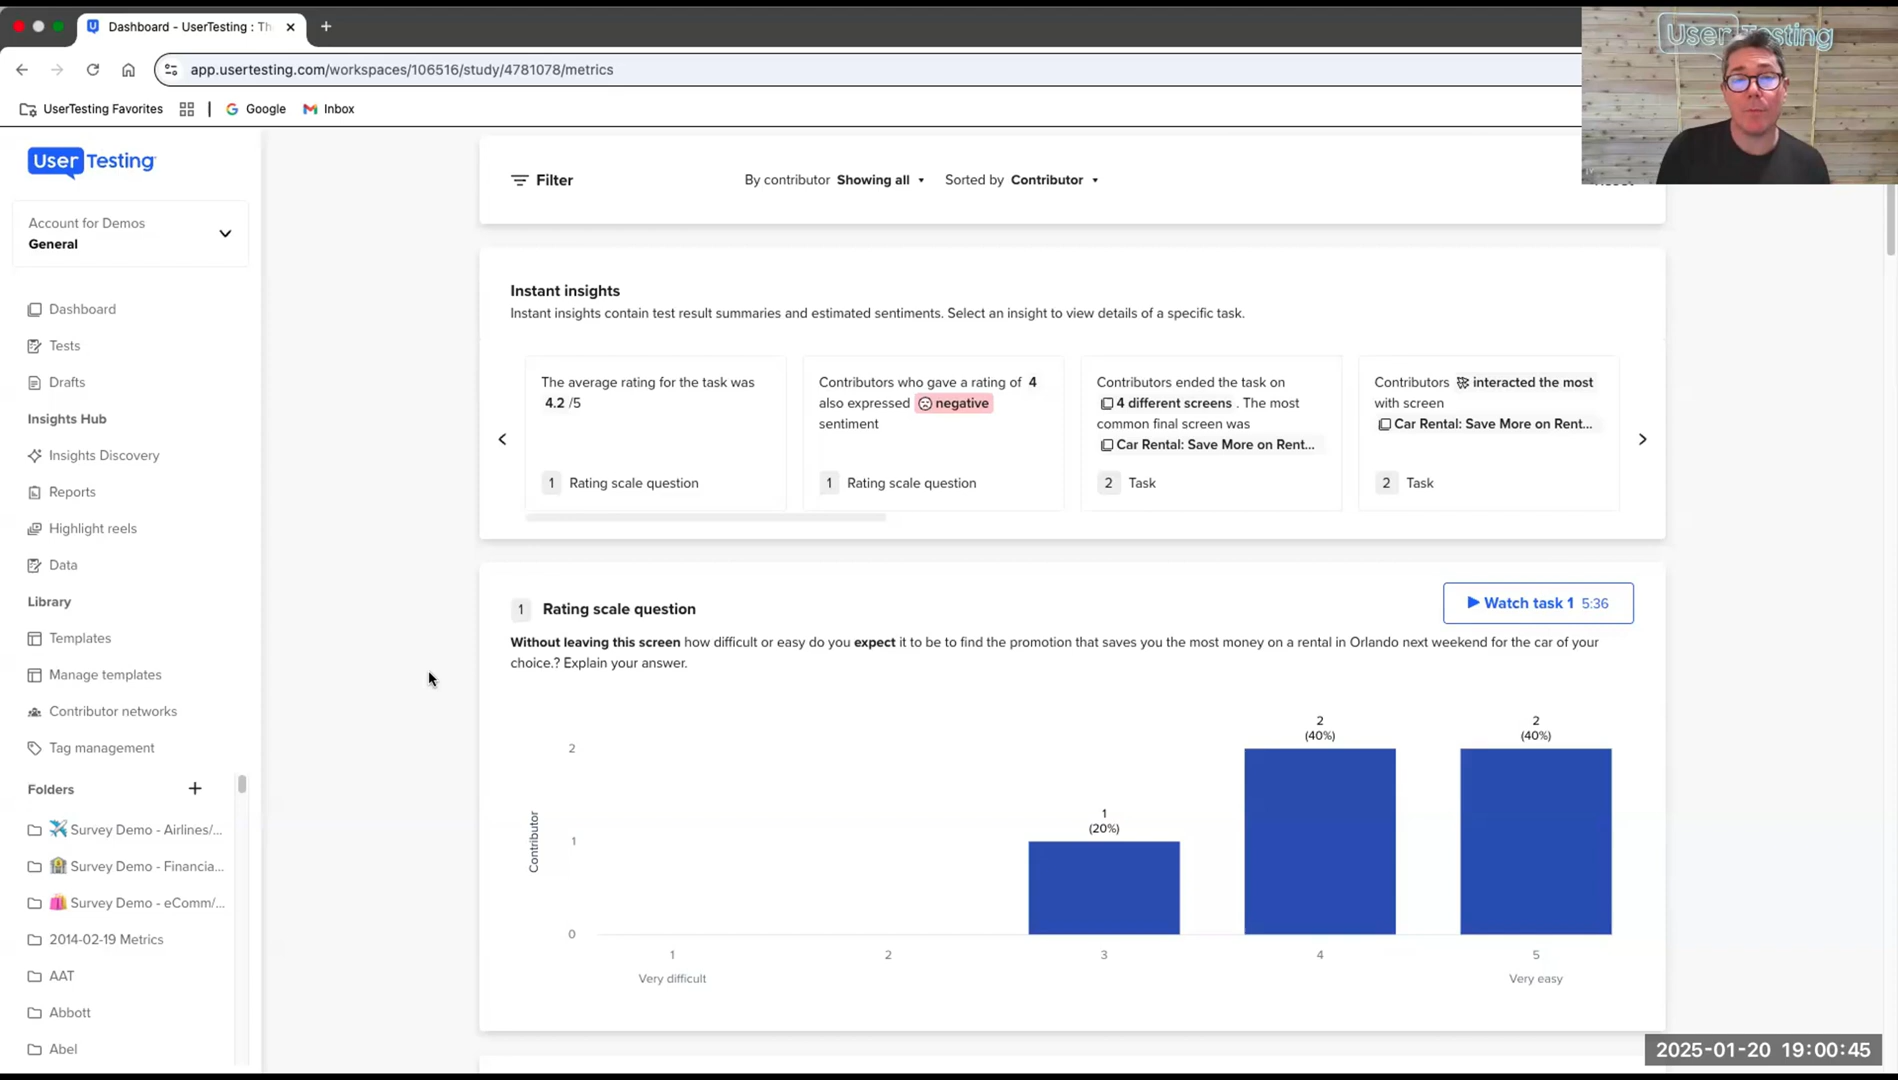 Dashboard - UserTesting : Th
app.usertesting.com/workspaces/106516/study/4781078/metrics
UserTesting Favorites
Google
Inbox
User Testing
User Testing
Account for Demos
General
Dashboard
Tests
Drafts
Insights Hub
Insights Discovery
Reports
Highlight reels
Data
Library
Templates
Manage templates
Contributor networks
Tag management
Folders
Survey Demo - Airlines/...
Survey Demo - Financia...
Survey Demo - eComm/...
2014-02-19 Metrics
AAT
Abbott
Abel
Filter
By contributor Showing all
Sorted by Contributor
Instant insights
Instant insights contain test result summaries and estimated sentiments. Select an insight to view details of a specific task.
The average rating for the task was
4.2 /5
1 Rating scale question
Contributors who gave a rating of 4
also expressed negative
sentiment
1 Rating scale question
Contributors ended the task on
4 different screens . The most
common final screen was
Car Rental: Save More on Rent...
2 Task
Contributors interacted the most
with screen
Car Rental: Save More on Rent...
2 Task
1 Rating scale question
Watch task 1 5:36
Without leaving this screen how difficult or easy do you expect it to be to find the promotion that saves you the most money on a rental in Orlando next weekend for the car of your
choice.? Explain your answer.
Contributor
2
1
0
1
(20%)
2
(40%)
2
(40%)
1
2
3
4
5
Very difficult
Very easy
2025-01-20 19:00:45